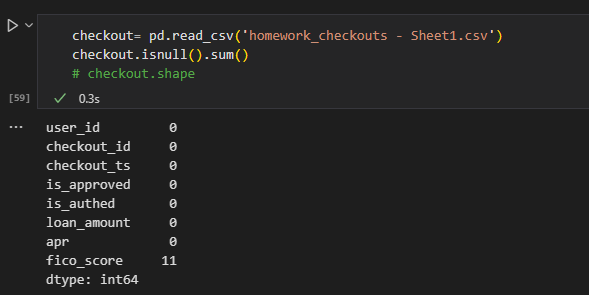 checkout= pd.read_csv('homework_checkouts - Sheet1.csv')
checkout.isnull().sum()
# checkout.shape
[59]
0.3s
...
user_id 0
checkout_id 0
checkout_ts 0
is_approved 0
is_authed 0
loan_amount 0
apr 0
fico_score 11
dtype: int64